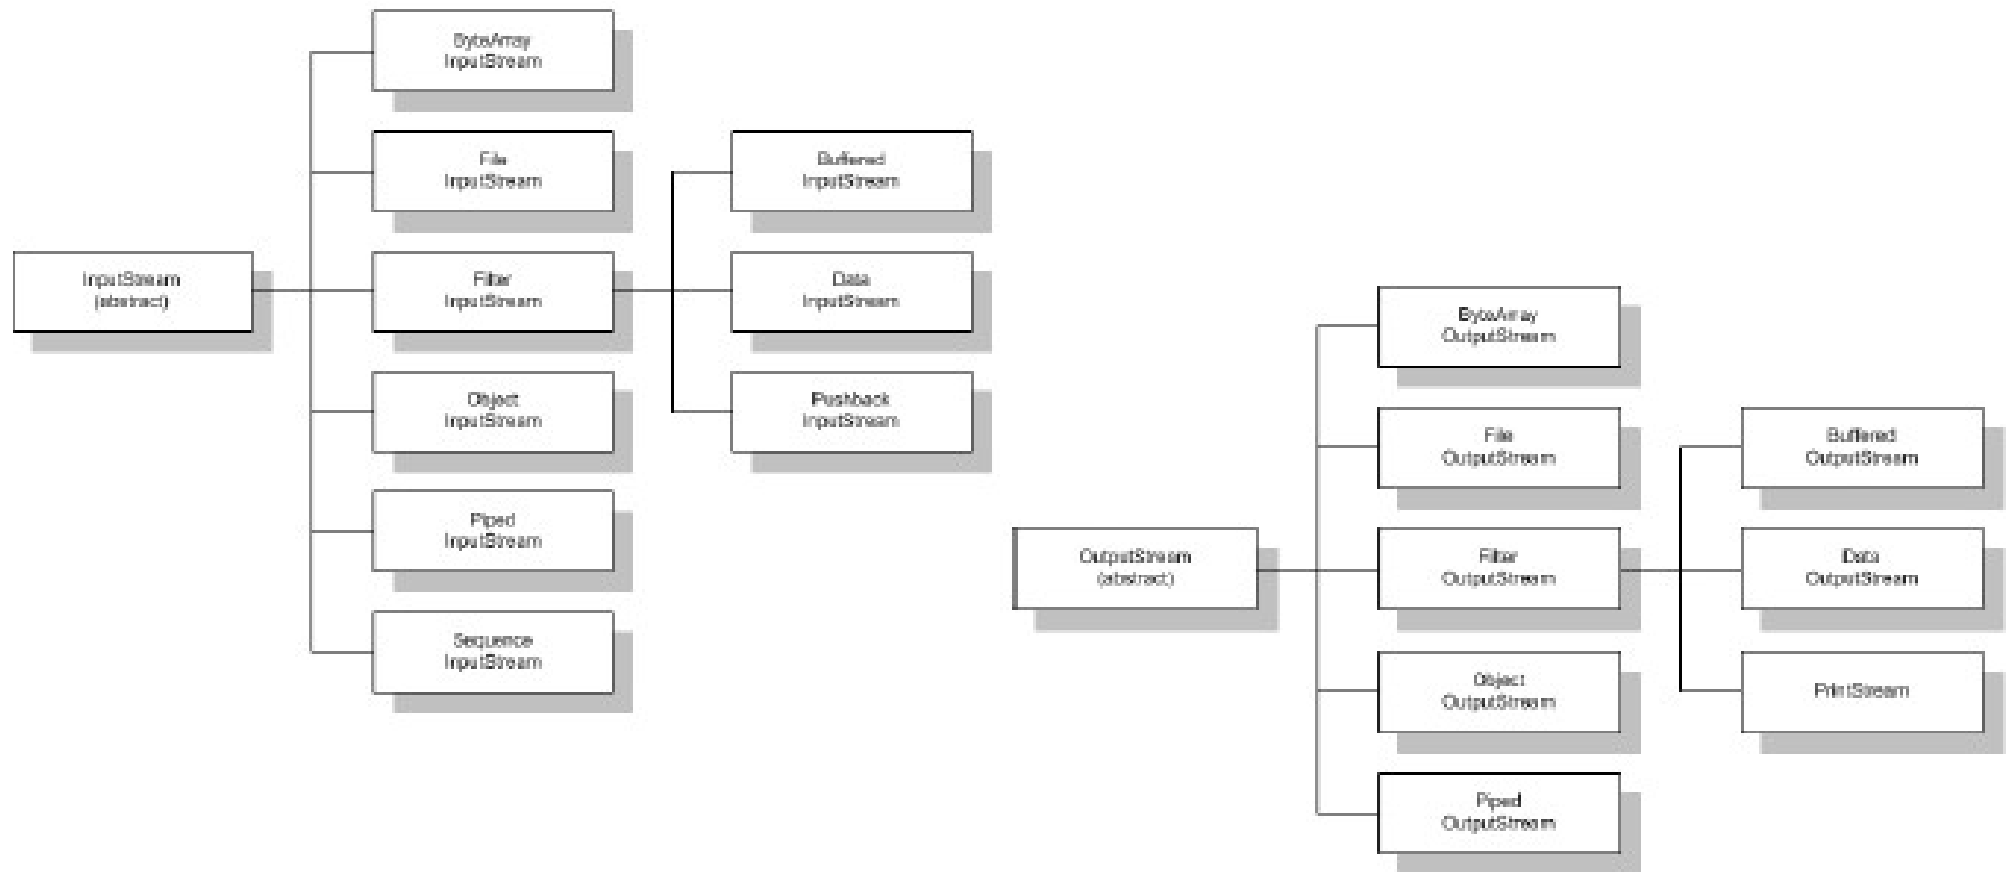 ByteArray
InputStream
File
InputStream
Buffered
InputStream
InputStream
(abstract)
Filter
InputStream
Data
InputStream
Object
InputStream
Pushback
InputStream
Piped
InputStream
Sequence
InputStream
ByteArray
OutputStream
File
OutputStream
Buffered
OutputStream
OutputStream
(abstract)
Filter
OutputStream
Data
OutputStream
Object
OutputStream
PrintStream
Piped
OutputStream